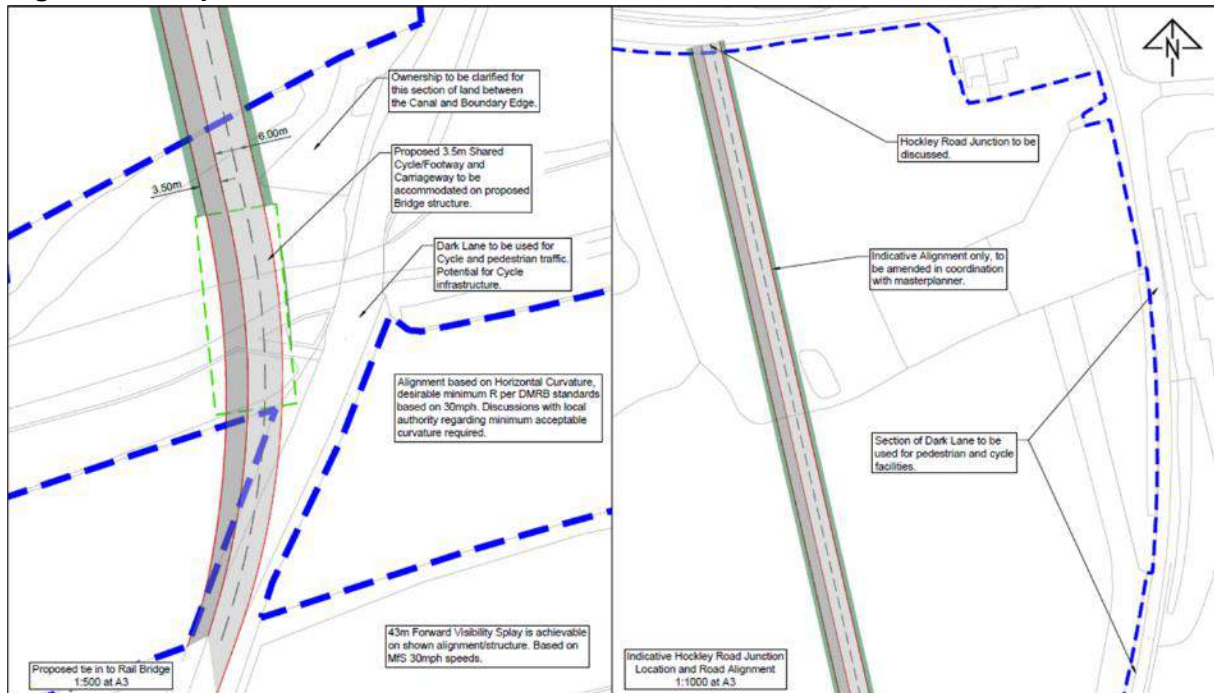 N
Ownership to be clarified for
this section of land between
the Canal and Boundary Edge.
6.00m
3.50m
Proposed 3.5m Shared
Cycle/Footway and
Carriageway to be
accommodated on proposed
Bridge structure.
Dark Lane to be used for
Cycle and pedestrian traffic.
Potential for Cycle
infrastructure.
Alignment based on Horizontal Curvature,
desirable minimum R per DMRB standards
based on 30mph. Discussions with local
authority regarding minimum acceptable
curvature required.
43m Forward Visibility Splay is achievable
on shown alignment/structure. Based on
MfS 30mph speeds.
Proposed tie in to Rail Bridge
1:500 at A3
Hockley Road Junction to be
discussed.
Indicative Alignment only, to
be amended in coordination
with masterplanner.
Section of Dark Lane to be
used for pedestrian and cycle
facilities.
Indicative Hockley Road Junction
Location and Road Alignment
1:1000 at A3